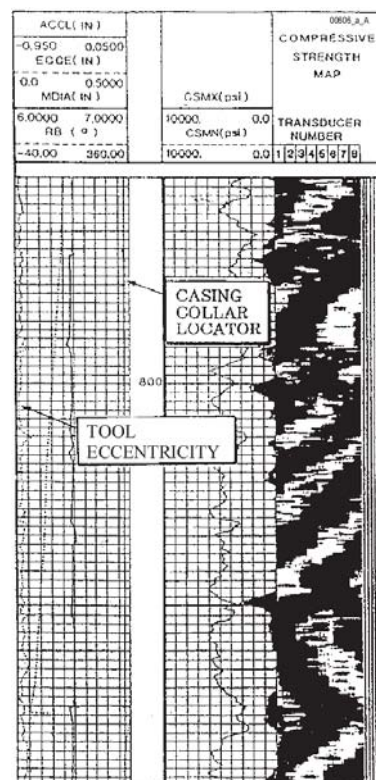 00606_a_A
ACCL( IN )
-0.950 0.0500
ECCE( IN )
0.0 0.5000
MDIA( IN )
6.0000 7.0000
RB ( º )
-40.00 360.00
CSMX(psi)
10000. 0.0
CSMN(psi)
10000. 0.0
COMPRESSIVE
STRENGTH
MAP
TRANSDUCER
NUMBER
1 2 3 4 5 6 7 8
CASING
COLLAR
LOCATOR
800
TOOL
ECCENTRICITY